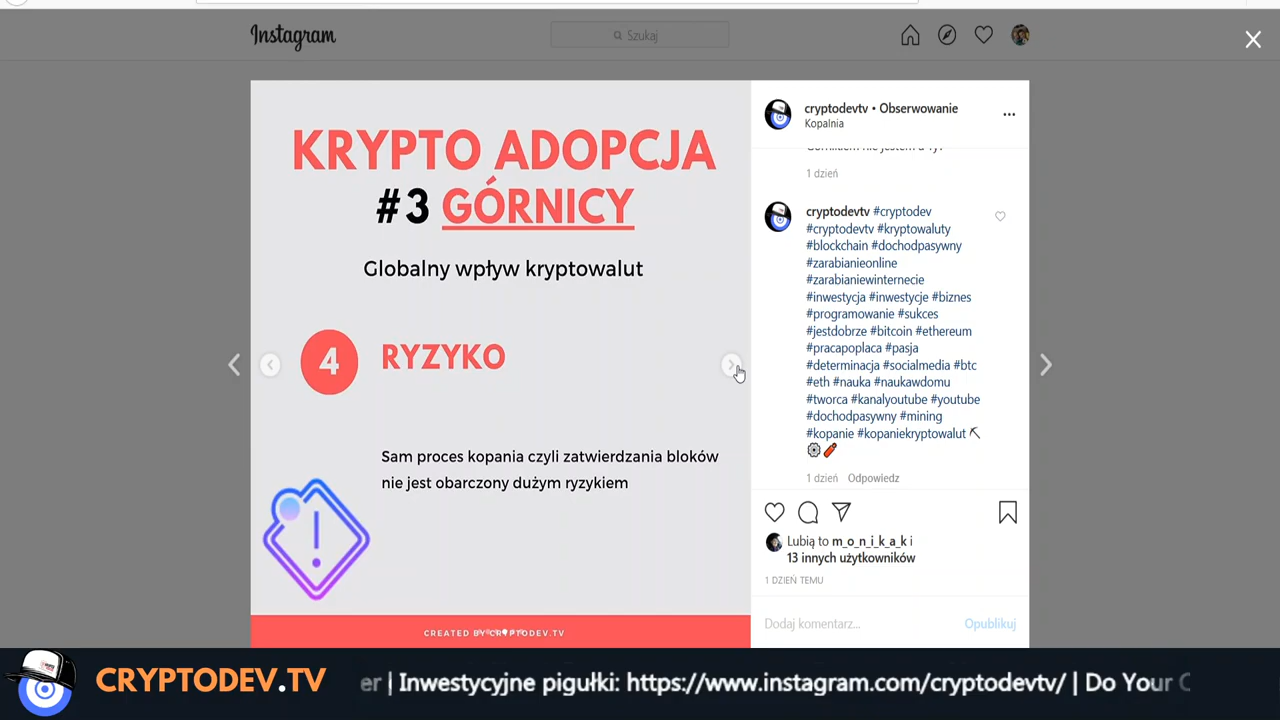 Instagram
Szukaj
KRYPTO ADOPCJA
#3 GÓRNICY
Globalny wpływ kryptowalut
4
RYZYKO
Sam proces kopania czyli zatwierdzania bloków
nie jest obarczony dużym ryzykiem
CREATED BY CRYPTODEV.TV
cryptodevtv • Obserwowanie
Kopalnia
1 dzień
cryptodevtv #cryptodev
#cryptodevtv #kryptowaluty
#blockchain #dochodpasywny
#zarabianieonline
#zarabianiewinternecie
#inwestycja #inwestycje #biznes
#programowanie #sukces
#jestdobrze #bitcoin #ethereum
#pracapoplaca #pasja
#determinacja #socialmedia #btc
#eth #nauka #naukawdomu
#tworca #kanalyoutube #youtube
#dochodpasywny #mining
#kopanie #kopaniekryptowalut
1 dzień Odpowiedz
Lubią to m_o_n_i_k_a_k i
13 innych użytkowników
1 DZIEŃ TEMU
Dodaj komentarz... Opublikuj
CRYPTODEV.TV
er | Inwestycyjne pigułki: https://www.instagram.com/cryptodevtv/ | Do Your